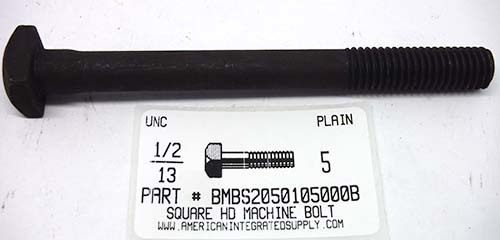 UNC PLAIN
1/2
13 5
PART # BMBS2050105000B
SQUARE HD MACHINE BOLT
WWW.AMERICANINTEGRATEDSUPPLY.COM